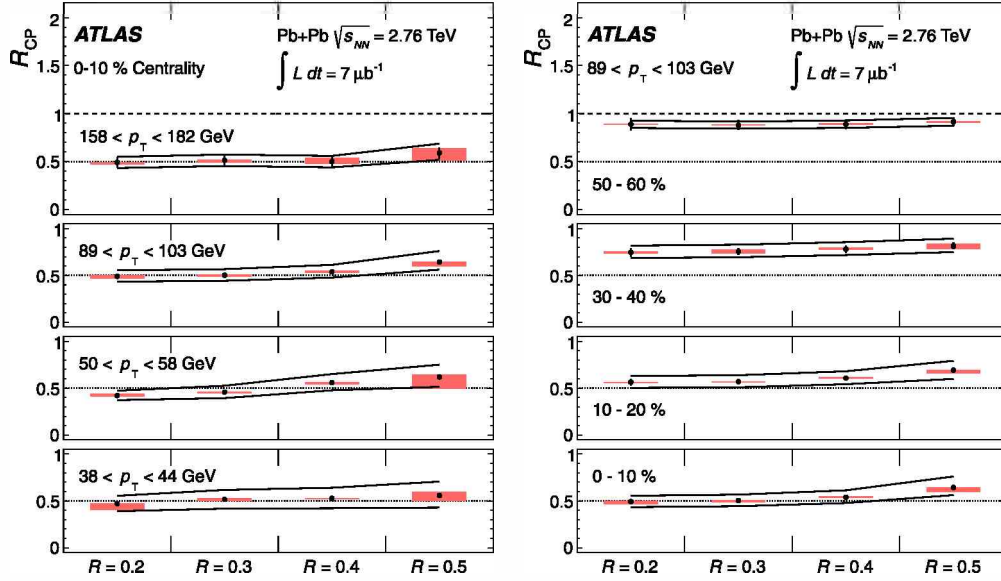 R_CP
2
1.5
1
0.5
0
ATLAS
0-10 % Centrality
Pb+Pb √s_NN = 2.76 TeV
∫ L dt = 7 μb⁻¹
158 < p_T < 182 GeV
1
0.5
0
89 < p_T < 103 GeV
1
0.5
0
50 < p_T < 58 GeV
1
0.5
0
38 < p_T < 44 GeV
R = 0.2 R = 0.3 R = 0.4 R = 0.5
R_CP
2
1.5
1
0.5
0
ATLAS
89 < p_T < 103 GeV
Pb+Pb √s_NN = 2.76 TeV
∫ L dt = 7 μb⁻¹
50 - 60 %
1
0.5
0
30 - 40 %
1
0.5
0
10 - 20 %
1
0.5
0
0 - 10 %
R = 0.2 R = 0.3 R = 0.4 R = 0.5